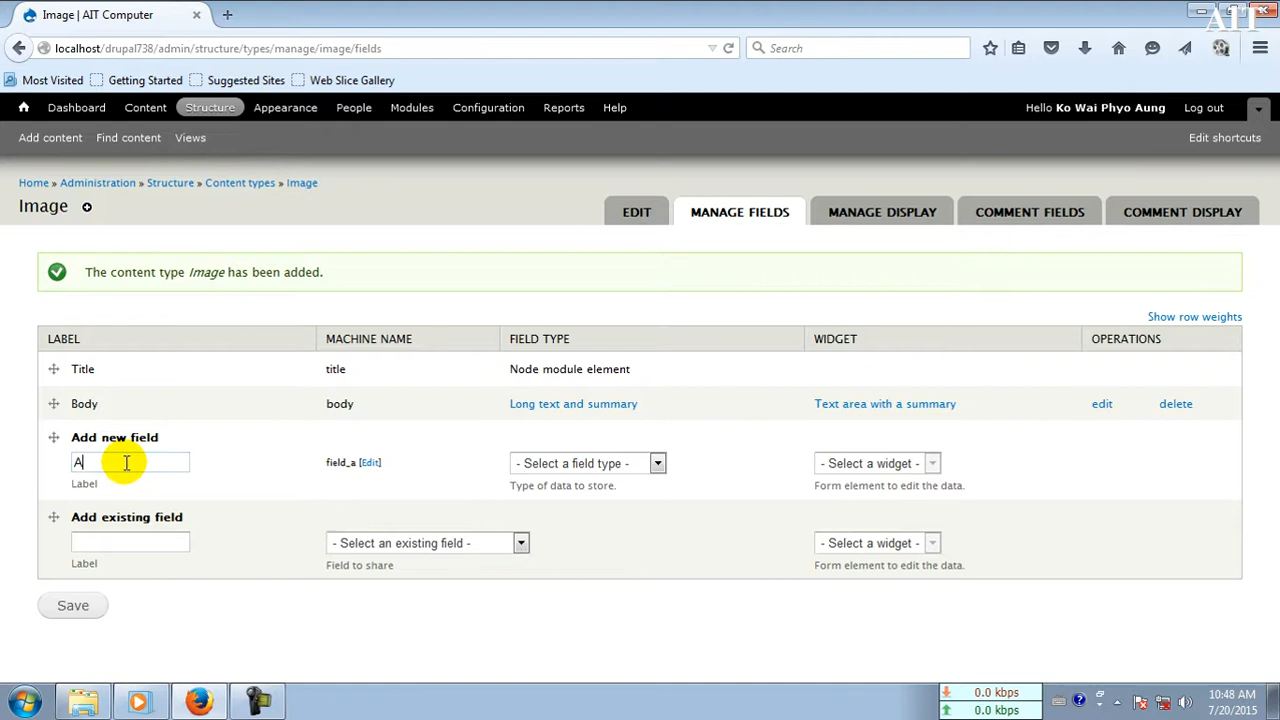 Image | AIT Computer
AIT
localhost/drupal738/admin/structure/types/manage/image/fields
Search
Most Visited Getting Started Suggested Sites Web Slice Gallery
Dashboard Content Structure Appearance People Modules Configuration Reports Help Hello Ko Wai Phyo Aung Log out
Add content Find content Views Edit shortcuts
Home » Administration » Structure » Content types » Image
Image
EDIT MANAGE FIELDS MANAGE DISPLAY COMMENT FIELDS COMMENT DISPLAY
The content type Image has been added.
Show row weights
LABEL MACHINE NAME FIELD TYPE WIDGET OPERATIONS
Title title Node module element
Body body Long text and summary Text area with a summary edit delete
Add new field
A field_a [Edit] - Select a field type - - Select a widget -
Label Type of data to store. Form element to edit the data.
Add existing field
- Select an existing field - - Select a widget -
Label Field to share Form element to edit the data.
Save
0.0 kbps
0.0 kbps
10:48 AM
7/20/2015